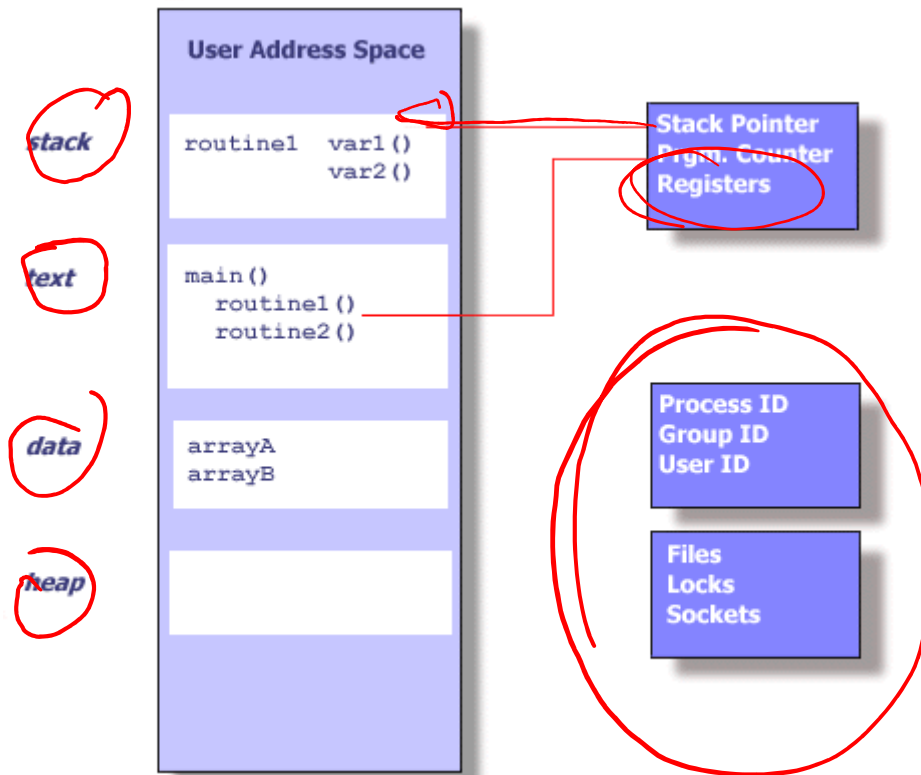 User Address Space
stack
routine1 var1()
var2()
text
main()
routine1()
routine2()
data
arrayA
arrayB
heap
Stack Pointer
Prgm. Counter
Registers
Process ID
Group ID
User ID
Files
Locks
Sockets